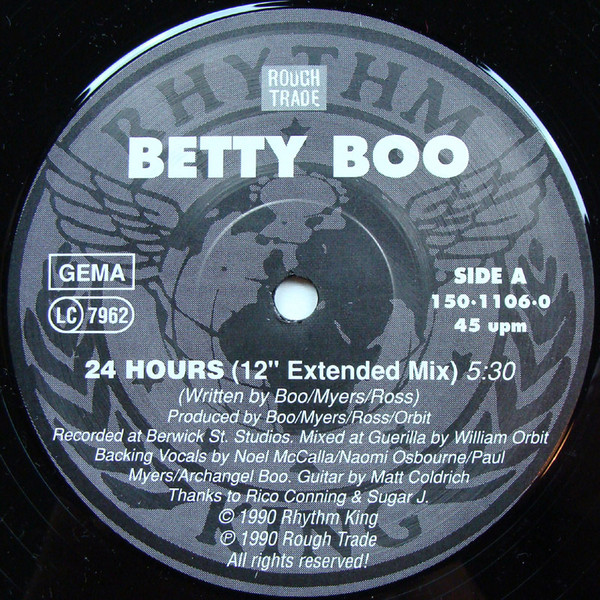 RHYTHM
ROUGH
TRADE
BETTY BOO
GEMA
LC 7962
SIDE A
150·1106·0
45 upm
24 HOURS (12" Extended Mix) 5:30
(Written by Boo/Myers/Ross)
Produced by Boo/Myers/Ross/Orbit
Recorded at Berwick St. Studios. Mixed at Guerilla by William Orbit
Backing Vocals by Noel McCalla/Naomi Osbourne/Paul
Myers/Archangel Boo. Guitar by Matt Coldrich
Thanks to Rico Conning & Sugar J.
© 1990 Rhythm King
℗ 1990 Rough Trade
All rights reserved!
KING